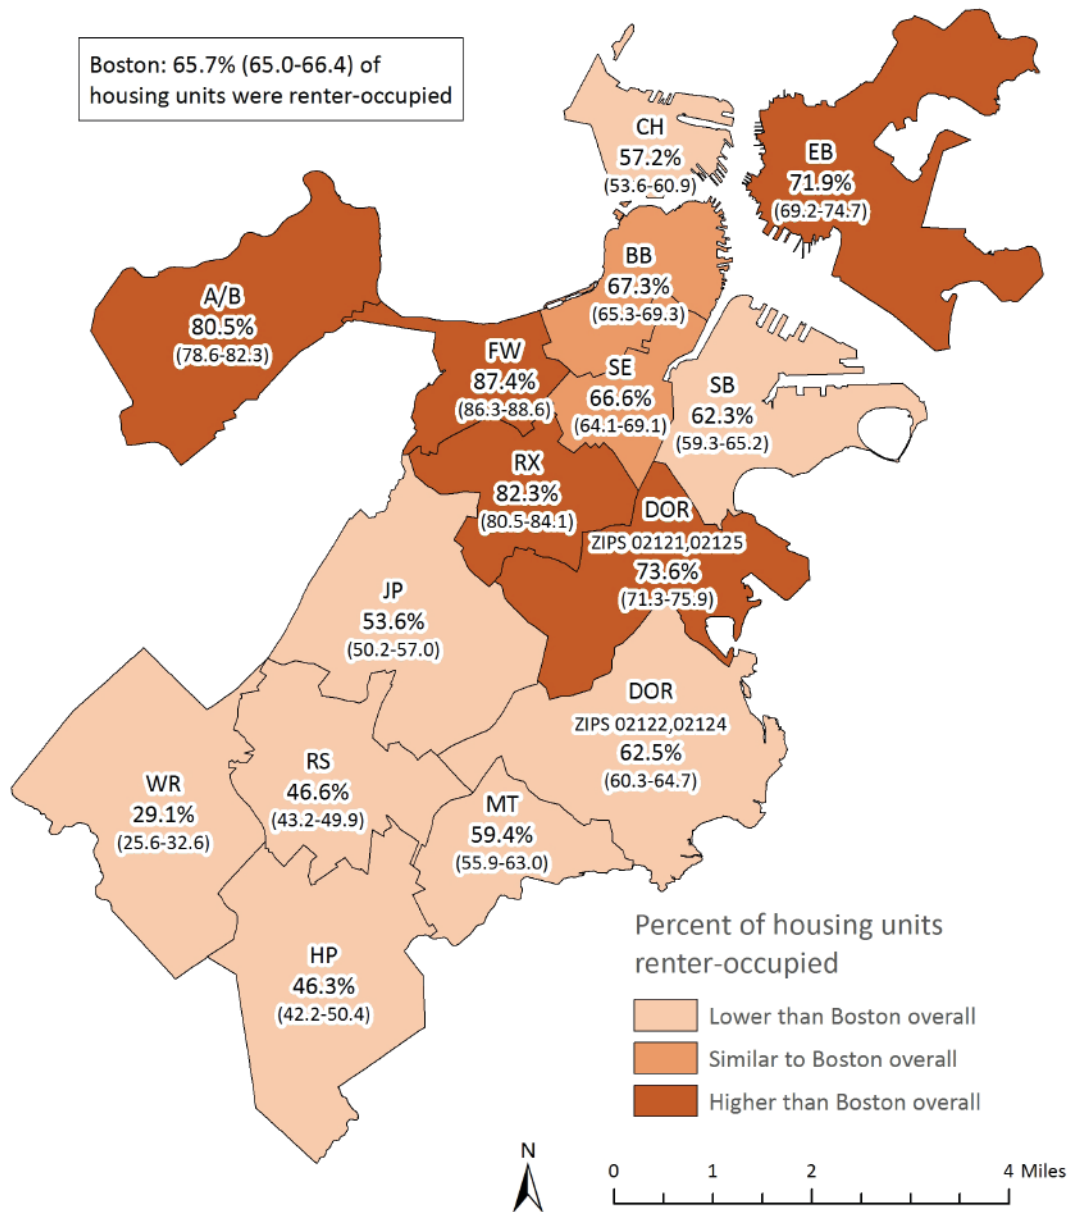 Boston: 65.7% (65.0-66.4) of
housing units were renter-occupied
CH
57.2%
(53.6-60.9)
EB
71.9%
(69.2-74.7)
BB
67.3%
(65.3-69.3)
A/B
80.5%
(78.6-82.3)
FW
87.4%
(86.3-88.6)
SE
66.6%
(64.1-69.1)
SB
62.3%
(59.3-65.2)
RX
82.3%
(80.5-84.1)
DOR
ZIPS 02121,02125
73.6%
(71.3-75.9)
JP
53.6%
(50.2-57.0)
DOR
ZIPS 02122,02124
62.5%
(60.3-64.7)
RS
46.6%
(43.2-49.9)
WR
29.1%
(25.6-32.6)
MT
59.4%
(55.9-63.0)
HP
46.3%
(42.2-50.4)
Percent of housing units
renter-occupied
Lower than Boston overall
Similar to Boston overall
Higher than Boston overall
N
0 1 2 4 Miles